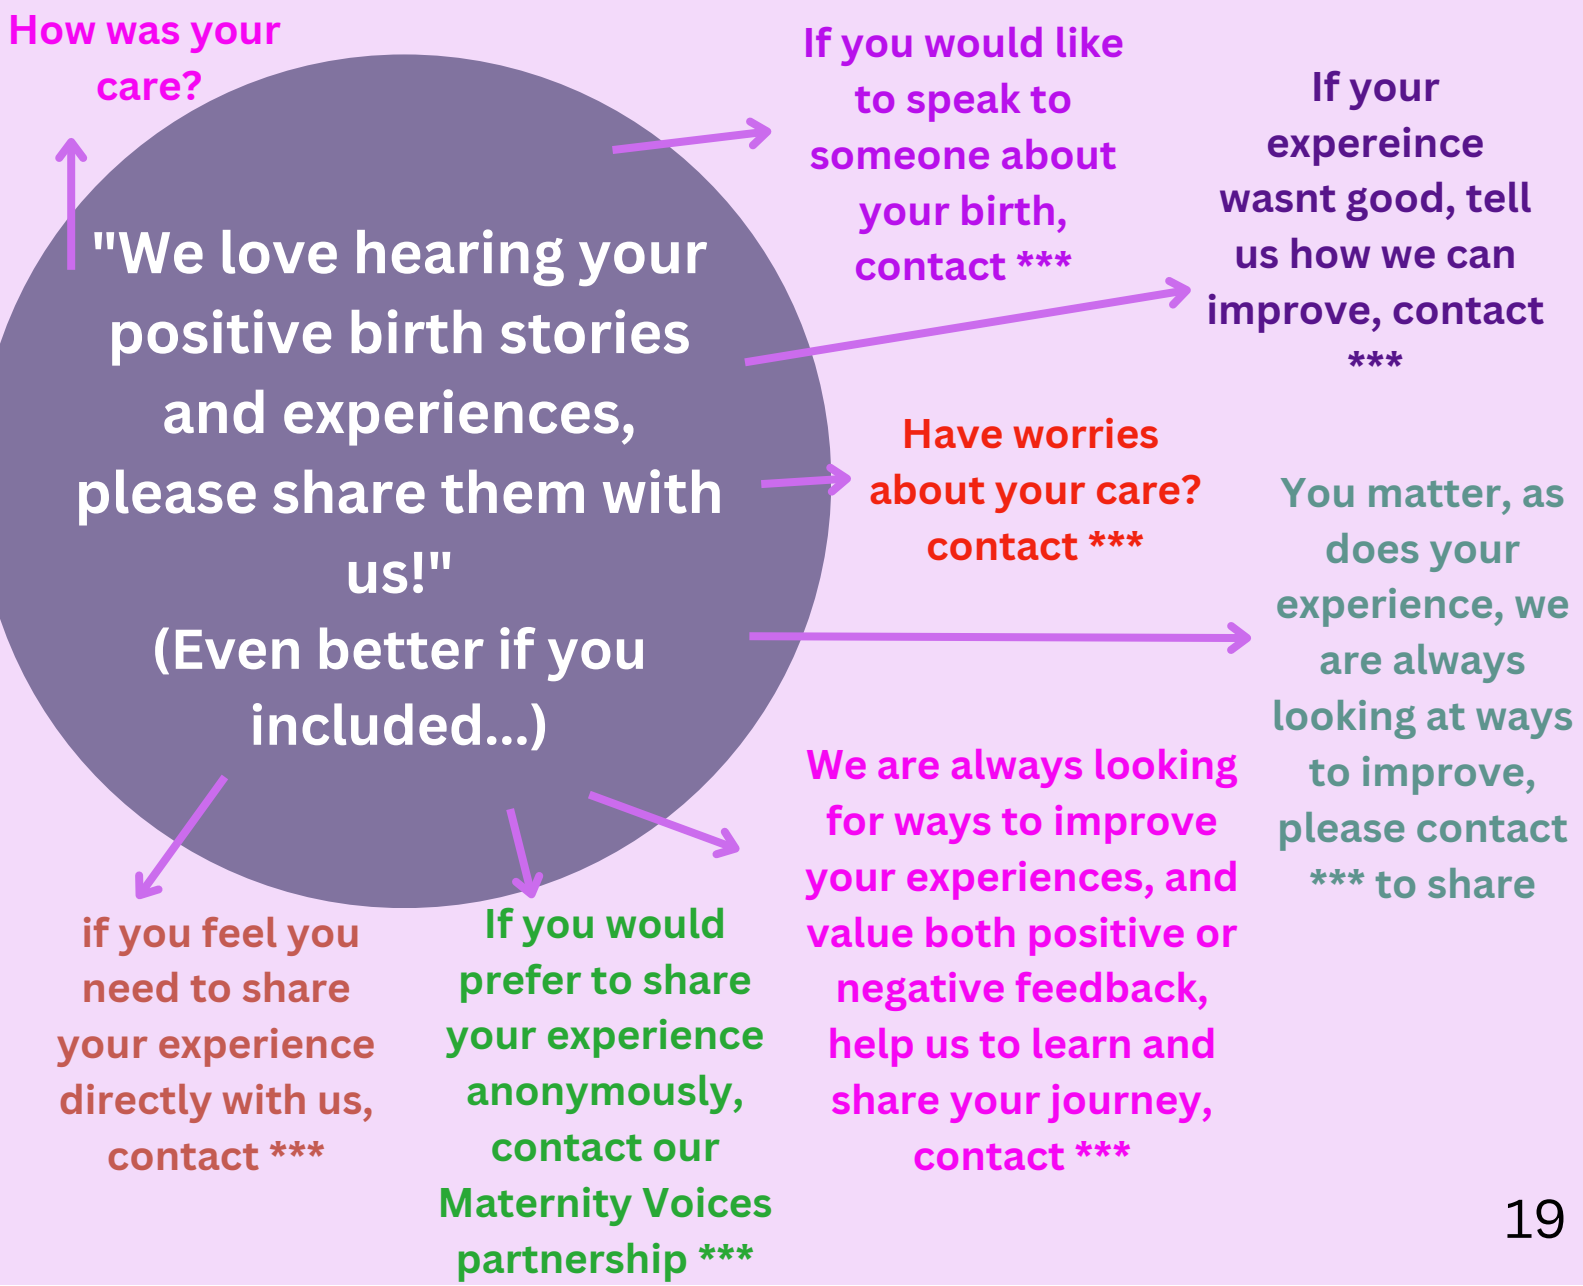 How was your
care?
"We love hearing your
positive birth stories
and experiences,
please share them with
us!"
(Even better if you
included...)
If you would like
to speak to
someone about
your birth,
contact ***
If your
expereince
wasnt good, tell
us how we can
improve, contact
***
Have worries
about your care?
contact ***
You matter, as
does your
experience, we
are always
looking at ways
to improve,
please contact
*** to share
We are always looking
for ways to improve
your experiences, and
value both positive or
negative feedback,
help us to learn and
share your journey,
contact ***
if you feel you
need to share
your experience
directly with us,
contact ***
If you would
prefer to share
your experience
anonymously,
contact our
Maternity Voices
partnership ***
19